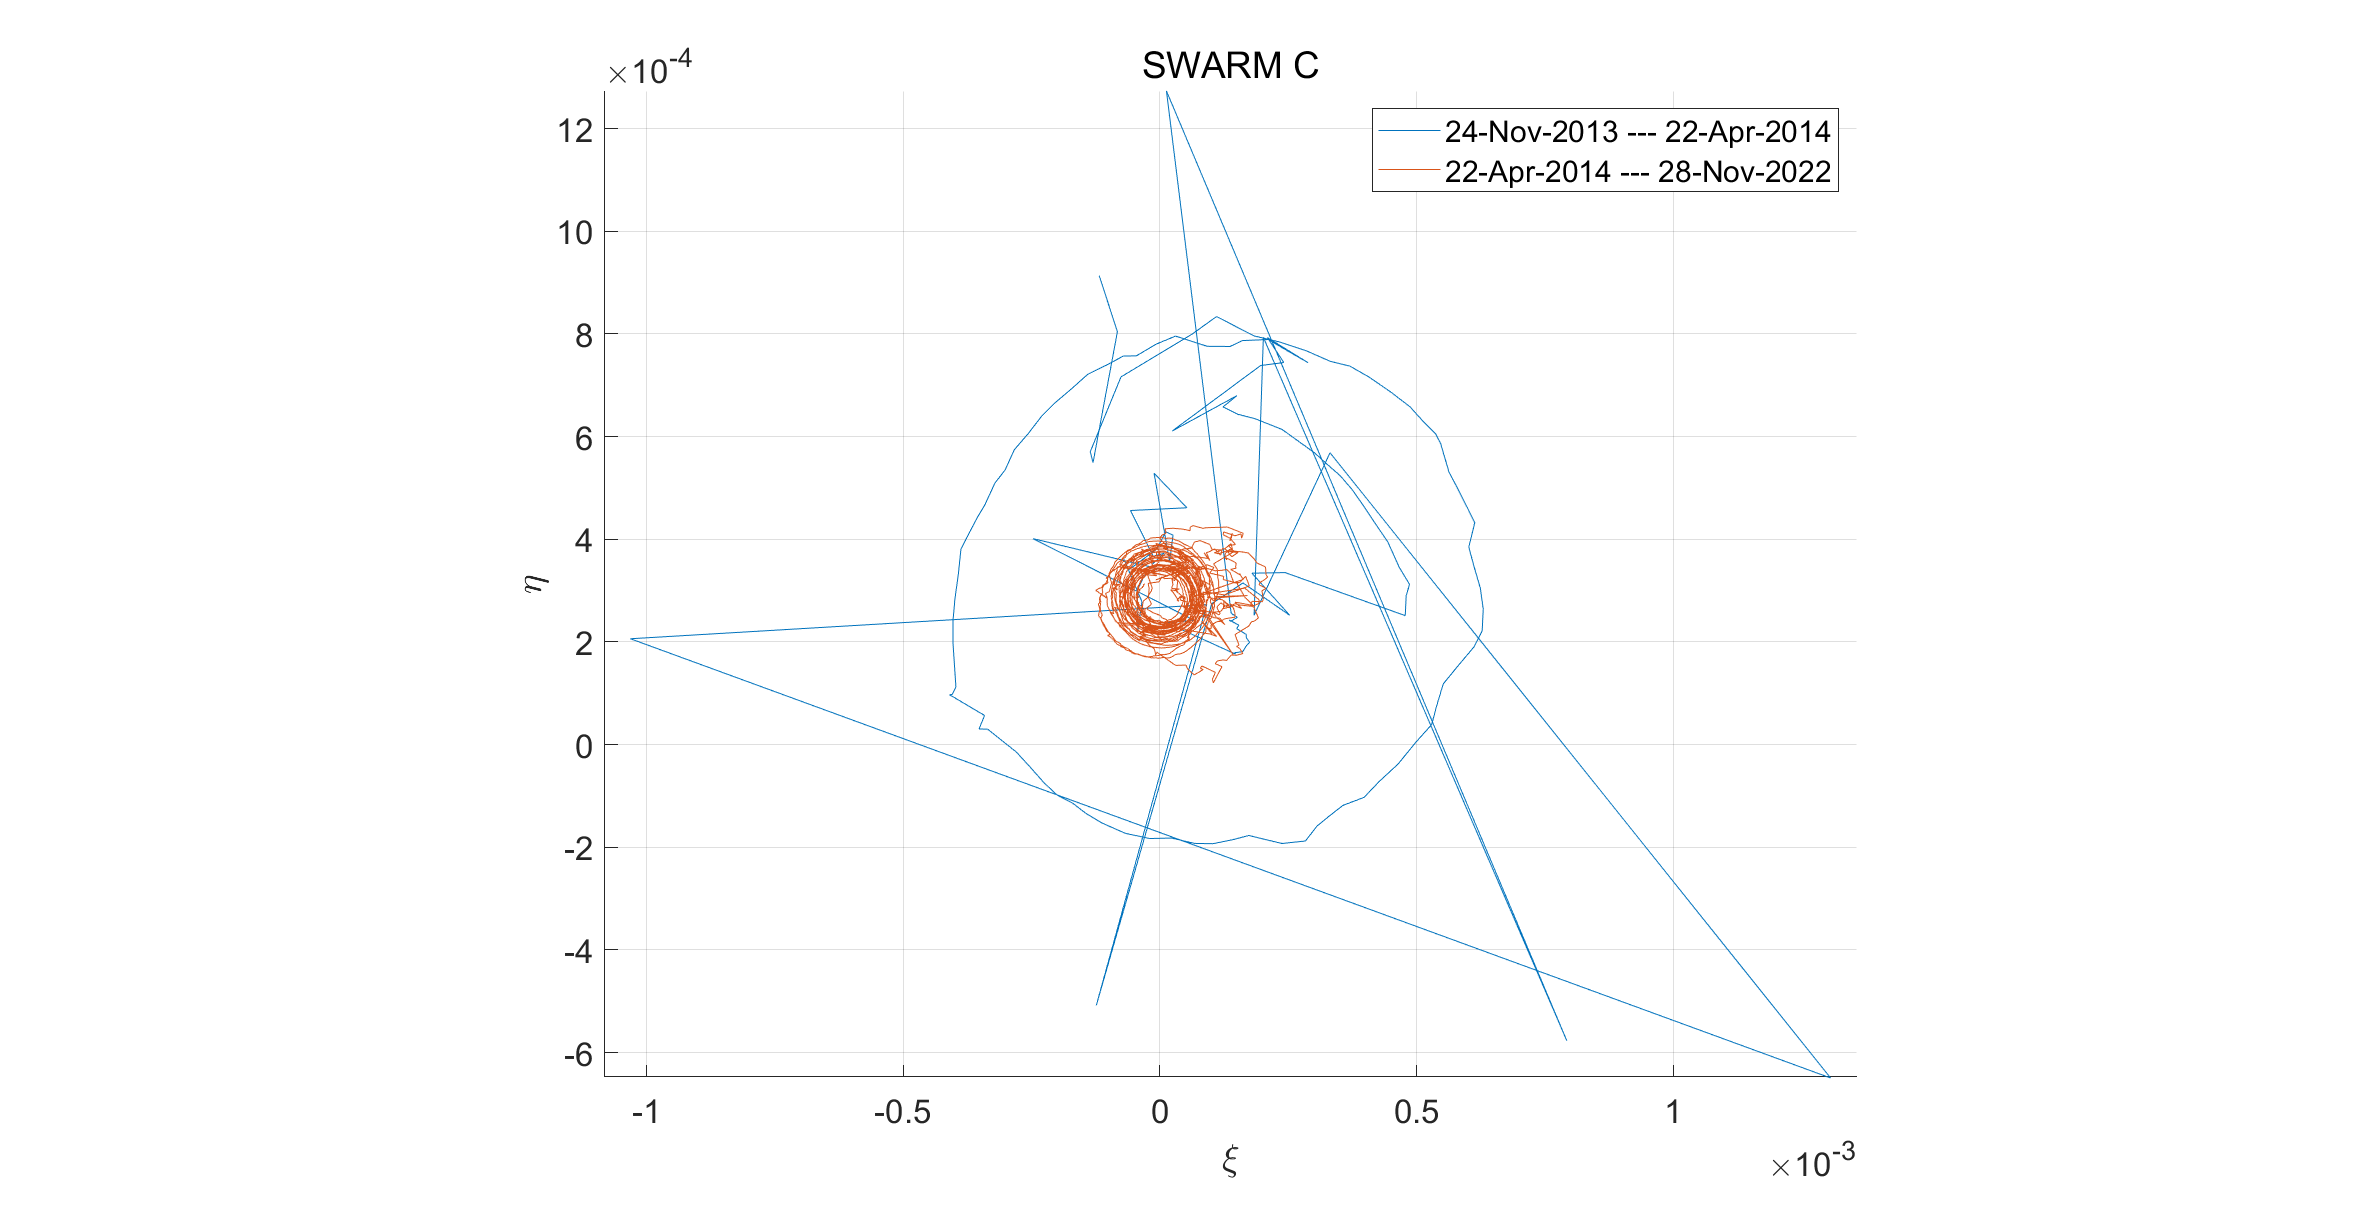 SWARM C
×10⁻⁴
24-Nov-2013 --- 22-Apr-2014
22-Apr-2014 --- 28-Nov-2022
12
10
8
6
4
2
0
-2
-4
-6
η
-1 -0.5 0 0.5 1
ξ
×10⁻³